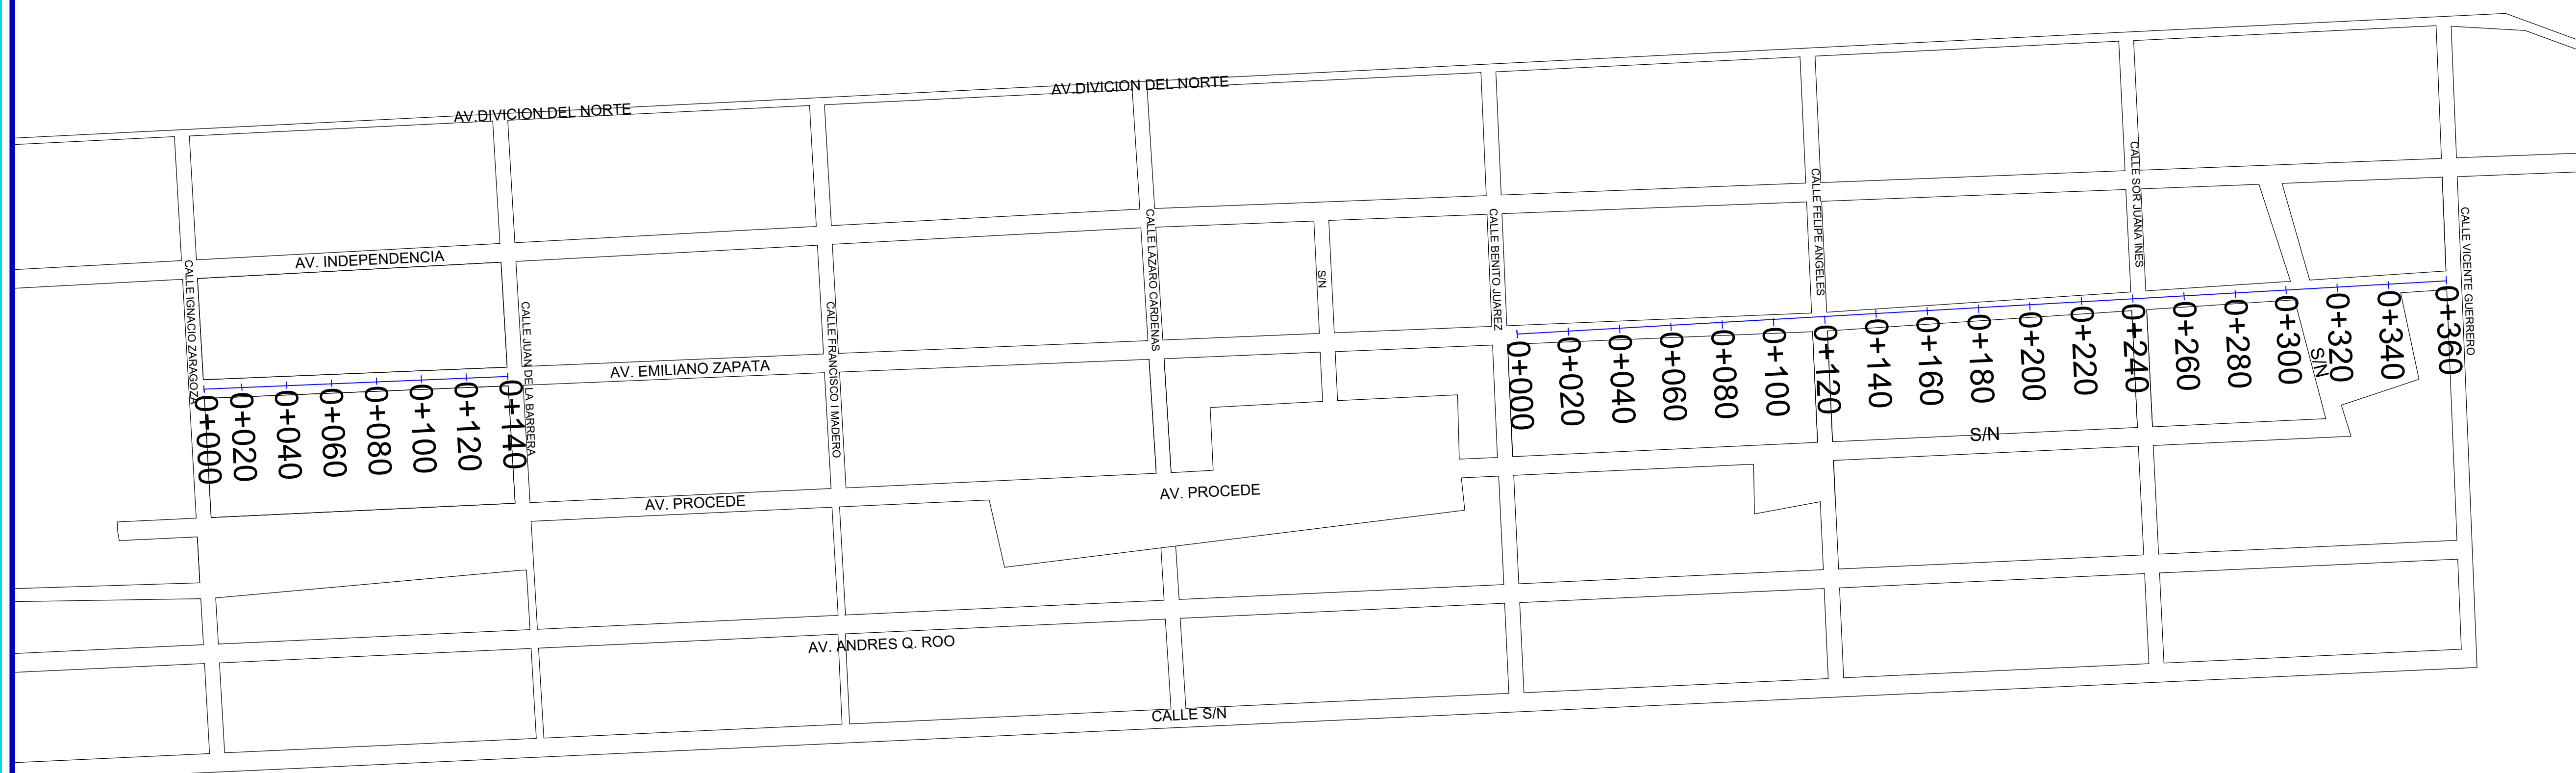 AV.DIVICION DEL NORTE
AV.DIVICION DEL NORTE
AV. INDEPENDENCIA
CALLE IGNACIO ZARAGOZA
CALLE JUAN DE LA BARRERA
CALLE FRANCISCO I MADERO
CALLE LAZARO CARDENAS
S/N
CALLE BENITO JUAREZ
CALLE FELIPE ANGELES
CALLE SOR JUANA INES
CALLE VICENTE GUERRERO
AV. EMILIANO ZAPATA
0+000
0+020
0+040
0+060
0+080
0+100
0+120
0+140
0+000
0+020
0+040
0+060
0+080
0+100
0+120
0+140
0+160
0+180
0+200
0+220
0+240
0+260
0+280
0+300
0+320
0+340
0+360
S/N
S/N
AV. PROCEDE
AV. PROCEDE
AV. ANDRES Q. ROO
CALLE S/N